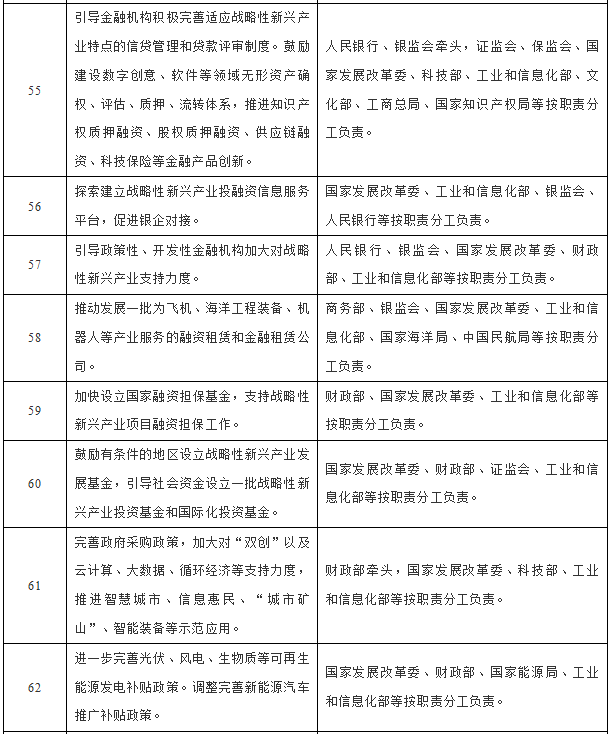 55
引导金融机构积极完善适应战略性新兴产
业特点的信贷管理和贷款评审制度。鼓励
建设数字创意、软件等领域无形资产确
权、评估、质押、流转体系，推进知识产
权质押融资、股权质押融资、供应链融
资、科技保险等金融产品创新。
人民银行、银监会牵头，证监会、保监会、国
家发展改革委、科技部、工业和信息化部、文
化部、工商总局、国家知识产权局等按职责分
工负责。
56
探索建立战略性新兴产业投融资信息服务
平台，促进银企对接。
国家发展改革委、工业和信息化部、银监会、
人民银行等按职责分工负责。
57
引导政策性、开发性金融机构加大对战略
性新兴产业支持力度。
人民银行、银监会、国家发展改革委、财政
部、工业和信息化部等按职责分工负责。
58
推动发展一批为飞机、海洋工程装备、机
器人等产业服务的融资租赁和金融租赁公
司。
商务部、银监会、国家发展改革委、工业和信
息化部、国家海洋局、中国民航局等按职责分
工负责。
59
加快设立国家融资担保基金，支持战略性
新兴产业项目融资担保工作。
财政部、国家发展改革委、工业和信息化部等
按职责分工负责。
60
鼓励有条件的地区设立战略性新兴产业发
展基金，引导社会资金设立一批战略性新
兴产业投资基金和国际化投资基金。
国家发展改革委、财政部、证监会、工业和信
息化部等按职责分工负责。
61
完善政府采购政策，加大对“双创”以及
云计算、大数据、循环经济等支持力度，
推进智慧城市、信息惠民、“城市矿
山”、智能装备等示范应用。
财政部牵头，国家发展改革委、科技部、工业
和信息化部等按职责分工负责。
62
进一步完善光伏、风电、生物质等可再生
能源发电补贴政策。调整完善新能源汽车
推广补贴政策。
国家发展改革委、财政部、国家能源局、工业
和信息化部等按职责分工负责。